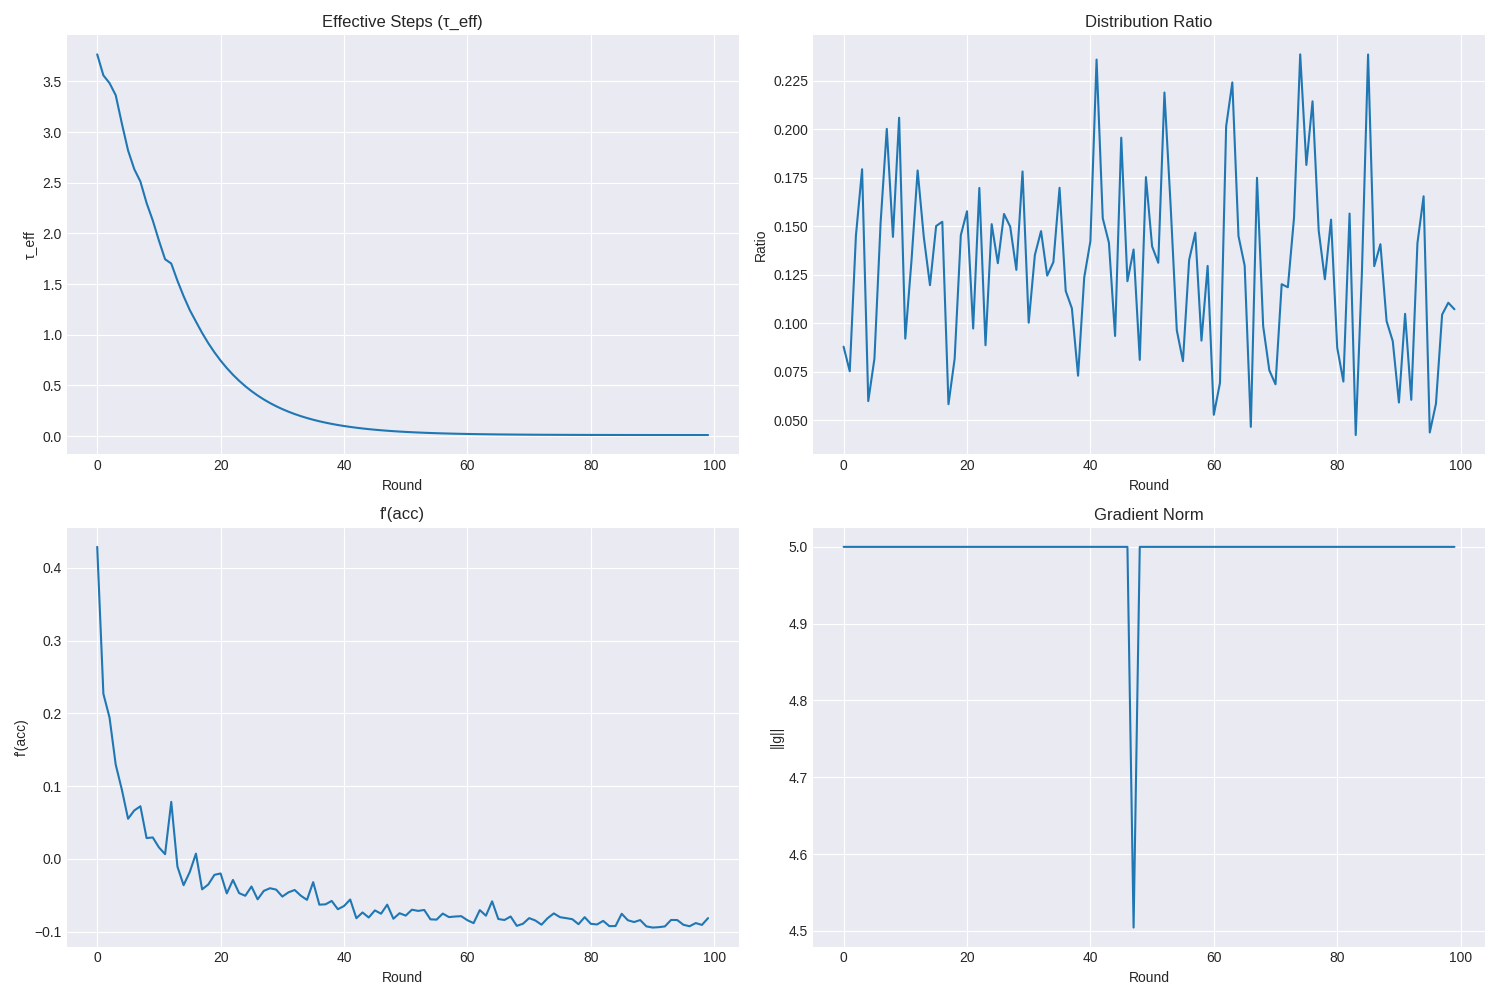 Effective Steps (τ_eff)
3.5
3.0
2.5
2.0
1.5
1.0
0.5
0.0
τ_eff
0 20 40 60 80 100
Round
Distribution Ratio
0.225
0.200
0.175
0.150
0.125
0.100
0.075
0.050
Ratio
0 20 40 60 80 100
Round
f'(acc)
0.4
0.3
0.2
0.1
0.0
−0.1
f'(acc)
0 20 40 60 80 100
Round
Gradient Norm
5.0
4.9
4.8
4.7
4.6
4.5
||g||
0 20 40 60 80 100
Round